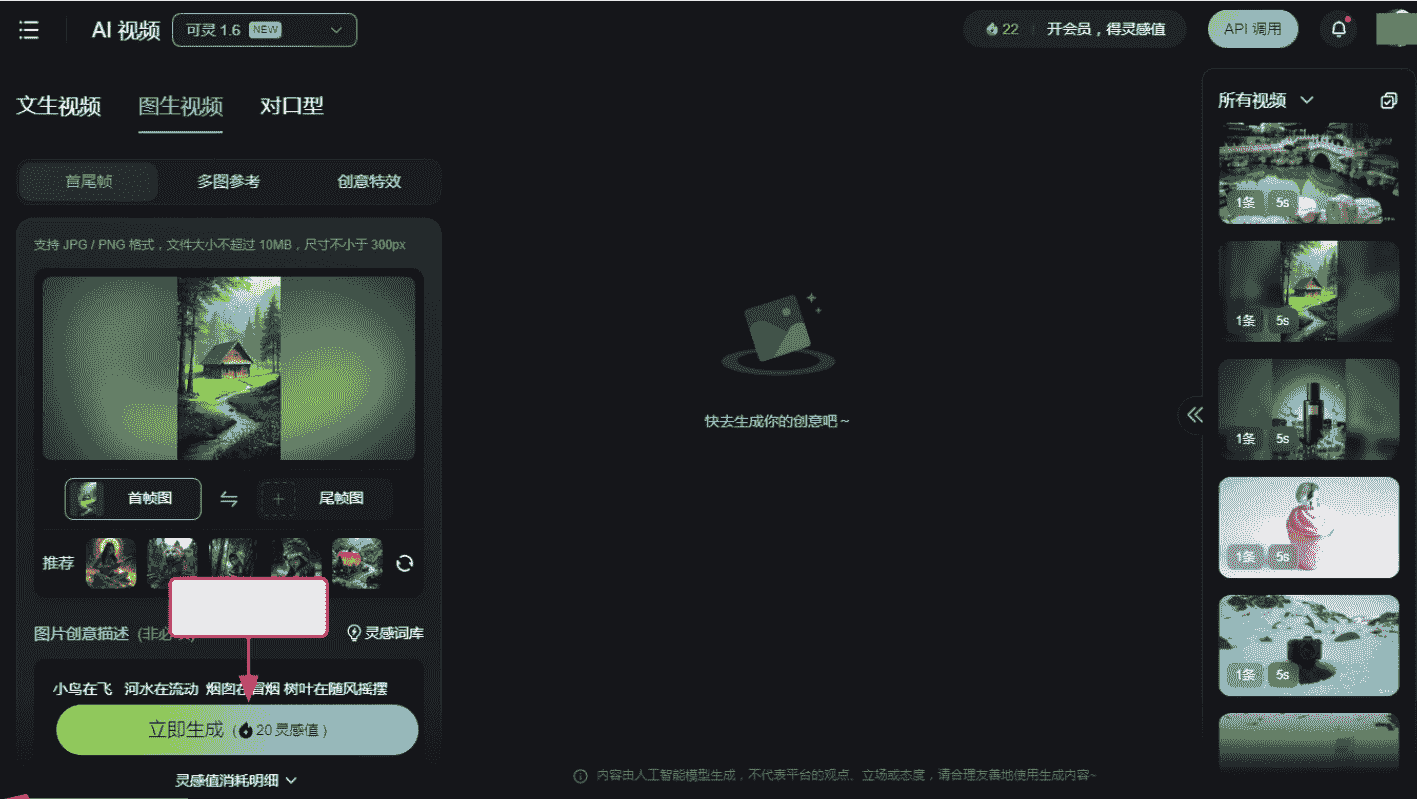 AI 视频 可灵 1.6 NEW 22 开会员，得灵感值 API 调用
文生视频 图生视频 对口型
首尾帧 多图参考 创意特效
支持 JPG / PNG 格式，文件大小不超过 10MB，尺寸不小于 300px
首帧图 尾帧图
推荐
图片创意描述 (非必 灵感词库
小鸟在飞 河水在流动 烟囱在冒烟 树叶在随风摇摆
立即生成 ( 20 灵感值 )
灵感值消耗明细
快去生成你的创意吧 ~
内容由人工智能模型生成，不代表平台的观点、立场或态度，请合理友善地使用生成内容~
所有视频
1条 5s
1条 5s
1条 5s
1条 5s
1条 5s